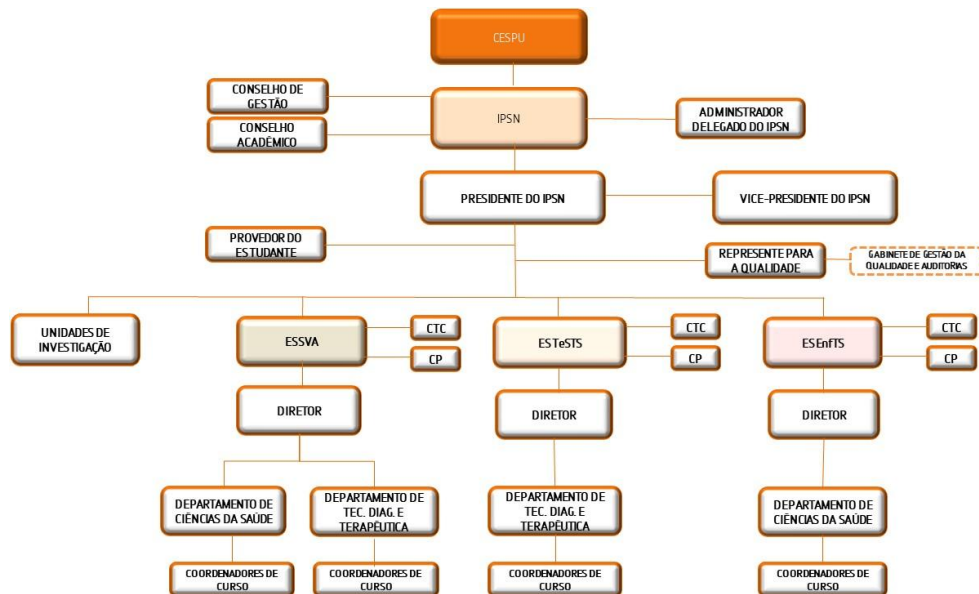 CESPU
CONSELHO DE
GESTÃO
IPSN
ADMINISTRADOR
DELEGADO DO IPSN
CONSELHO
ACADÉMICO
PRESIDENTE DO IPSN
VICE-PRESIDENTE DO IPSN
PROVEDOR DO
ESTUDANTE
REPRESENTE PARA
A QUALIDADE
GABINETE DE GESTÃO DA
QUALIDADE E AUDITORIAS
UNIDADES DE
INVESTIGAÇÃO
ESSVA
CTC
CP
ESTeSTS
CTC
CP
ESEnfTS
CTC
CP
DIRETOR
DIRETOR
DIRETOR
DEPARTAMENTO DE
CIÊNCIAS DA SAÚDE
DEPARTAMENTO DE
TEC. DIAG. E
TERAPÊUTICA
DEPARTAMENTO DE
TEC. DIAG. E
TERAPÊUTICA
DEPARTAMENTO DE
CIÊNCIAS DA SAÚDE
COORDENADORES DE
CURSO
COORDENADORES DE
CURSO
COORDENADORES DE
CURSO
COORDENADORES DE
CURSO